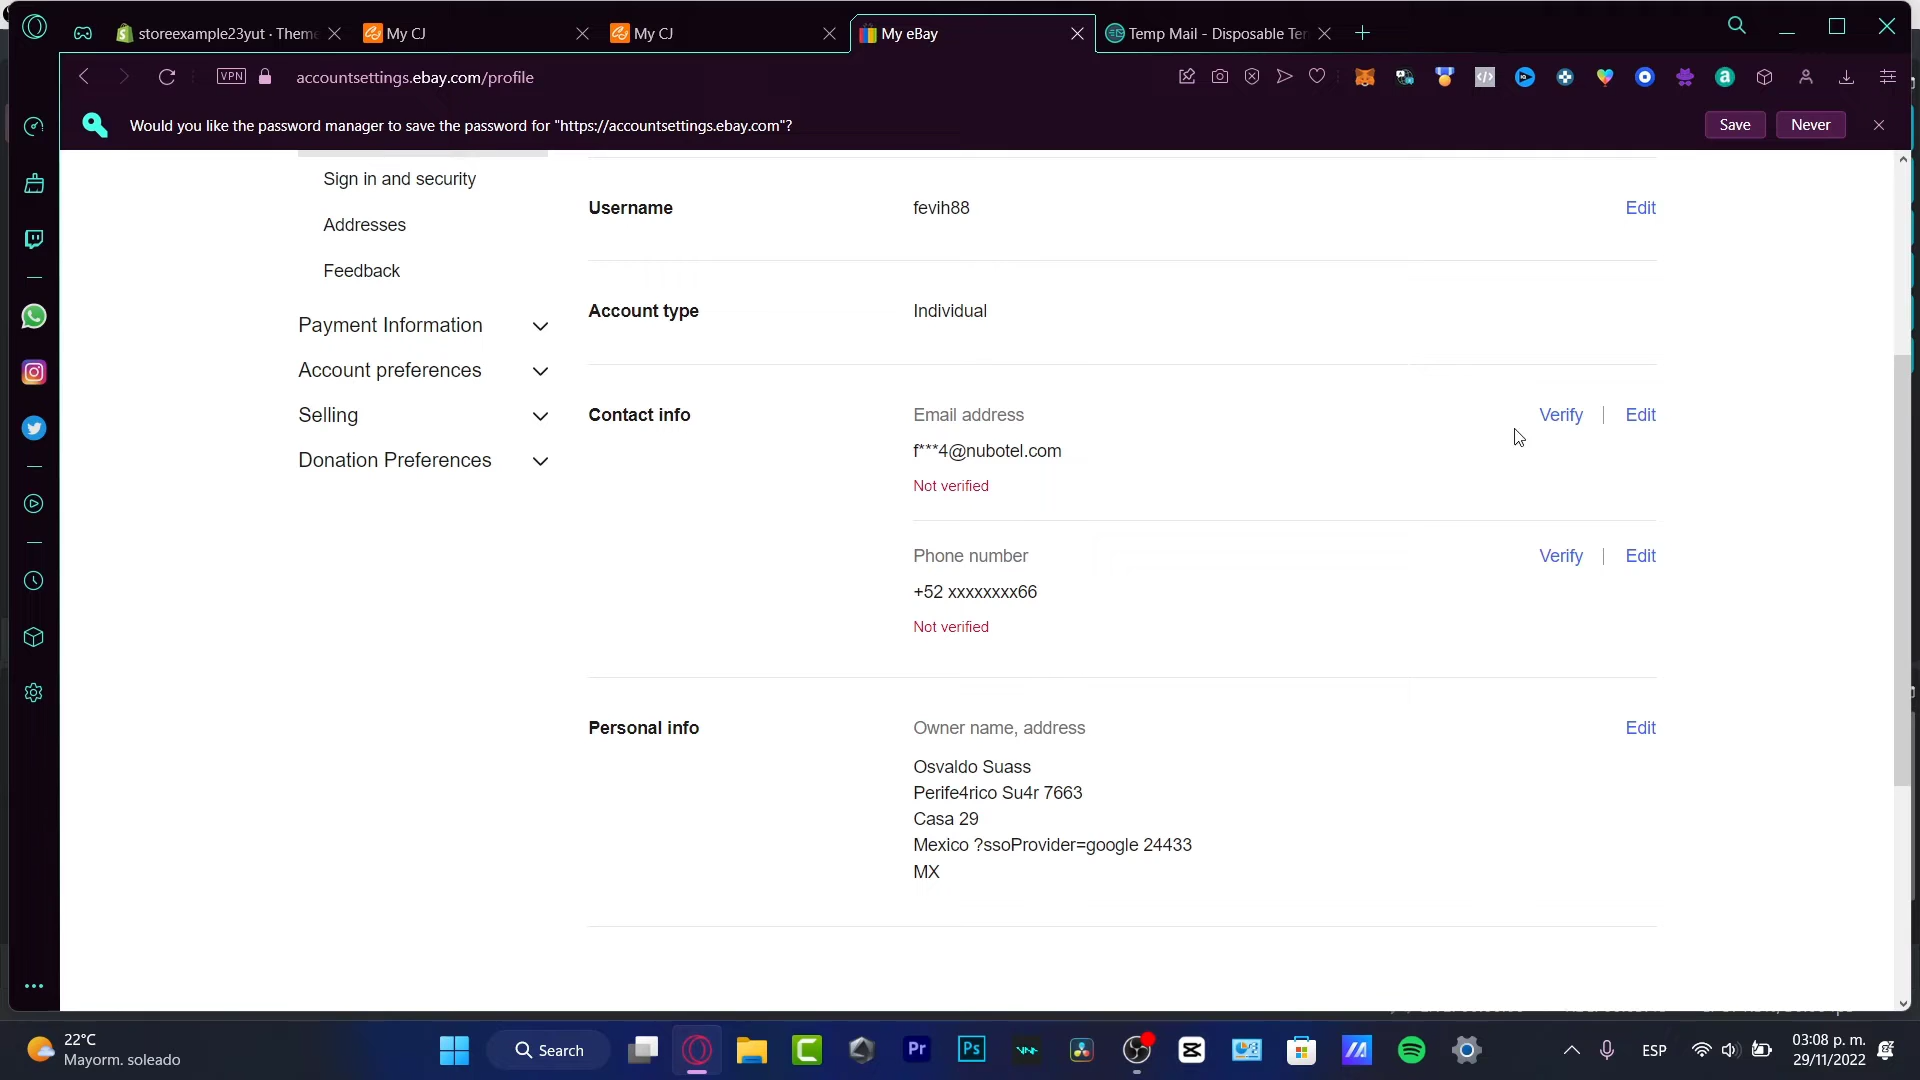 storeexample23yut · Theme
My CJ
My CJ
My eBay
Temp Mail - Disposable Ter
VPN
accountsettings.ebay.com/profile
Would you like the password manager to save the password for "https://accountsettings.ebay.com"?
Save
Never
Sign in and security
Addresses
Feedback
Payment Information
Account preferences
Selling
Donation Preferences
Username
fevih88
Edit
Account type
Individual
Contact info
Email address
Verify | Edit
f***4@nubotel.com
Not verified
Phone number
Verify | Edit
+52 xxxxxxxx66
Not verified
Personal info
Owner name, address
Edit
Osvaldo Suass
Perife4rico Su4r 7663
Casa 29
Mexico ?ssoProvider=google 24433
MX
22°C
Mayorm. soleado
Search
Pr
Ps
ESP
03:08 p. m.
29/11/2022